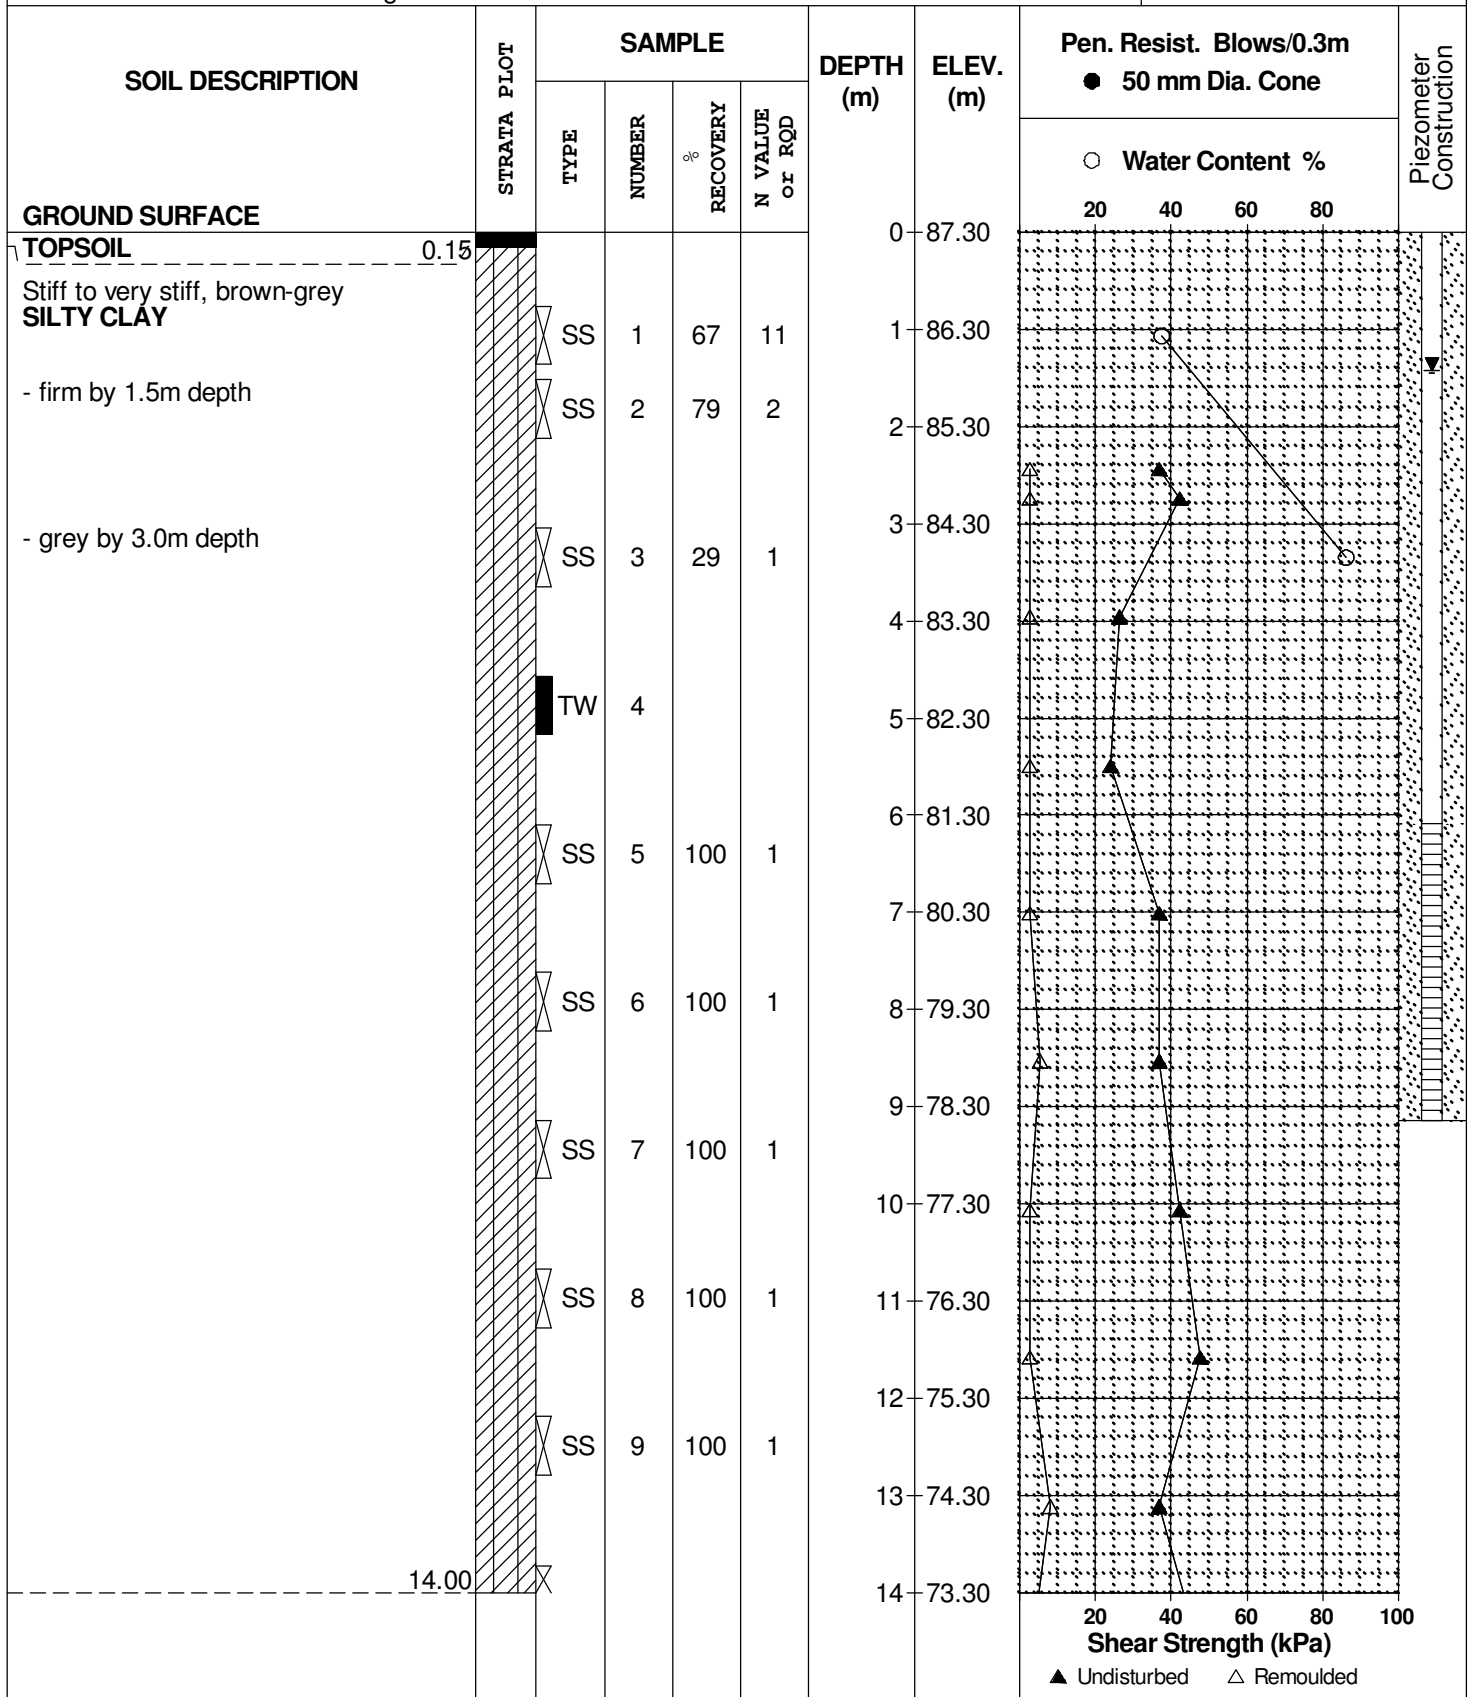 SOIL DESCRIPTION
GROUND SURFACE
STRATA PLOT
SAMPLE
TYPE
NUMBER
%
RECOVERY
N VALUE
or RQD
DEPTH
(m)
ELEV.
(m)
Pen. Resist. Blows/0.3m
● 50 mm Dia. Cone
○ Water Content %
20 40 60 80
Piezometer
Construction
TOPSOIL 0.15
0 87.30
Stiff to very stiff, brown-grey
SILTY CLAY
SS 1 67 11
1 86.30
- firm by 1.5m depth
SS 2 79 2
2 85.30
3 84.30
- grey by 3.0m depth
SS 3 29 1
4 83.30
TW 4
5 82.30
6 81.30
SS 5 100 1
7 80.30
SS 6 100 1
8 79.30
9 78.30
SS 7 100 1
10 77.30
SS 8 100 1
11 76.30
12 75.30
SS 9 100 1
13 74.30
14.00
14 73.30
20 40 60 80 100
Shear Strength (kPa)
▲ Undisturbed △ Remoulded